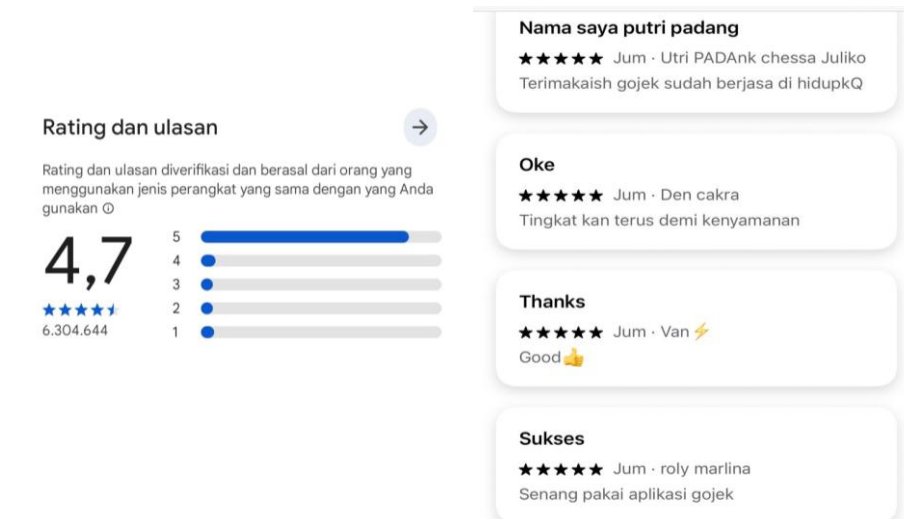 Rating dan ulasan
Rating dan ulasan diverifikasi dan berasal dari orang yang
menggunakan jenis perangkat yang sama dengan yang Anda
gunakan ⓘ
4,7
5
4
3
2
1
6.304.644
Nama saya putri padang
★★★★★ Jum · Utri PADAnk chessa Juliko
Terimakaish gojek sudah berjasa di hidupkQ
Oke
★★★★★ Jum · Den cakra
Tingkat kan terus demi kenyamanan
Thanks
★★★★★ Jum · Van⚡
Good👍
Sukses
★★★★★ Jum · roly marlina
Senang pakai aplikasi gojek